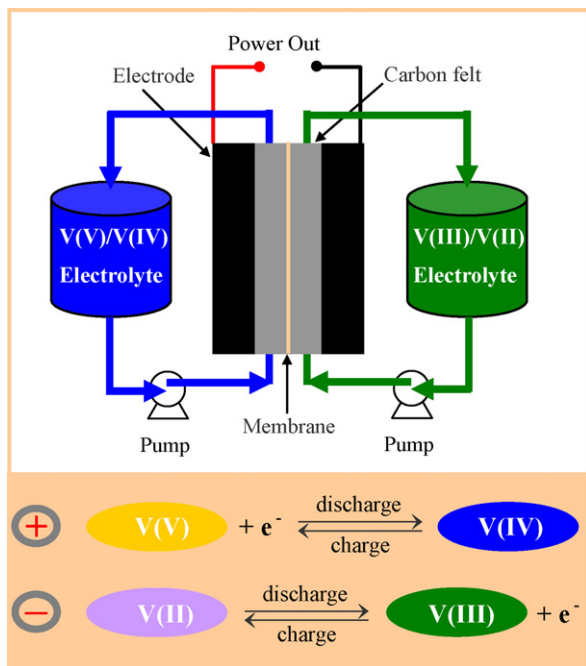 Power Out
Electrode
Carbon felt
V(V)/V(IV)
Electrolyte
V(III)/V(II)
Electrolyte
Pump
Membrane
Pump
+ V(V) + e⁻ discharge charge V(IV)
− V(II) discharge charge V(III) + e⁻